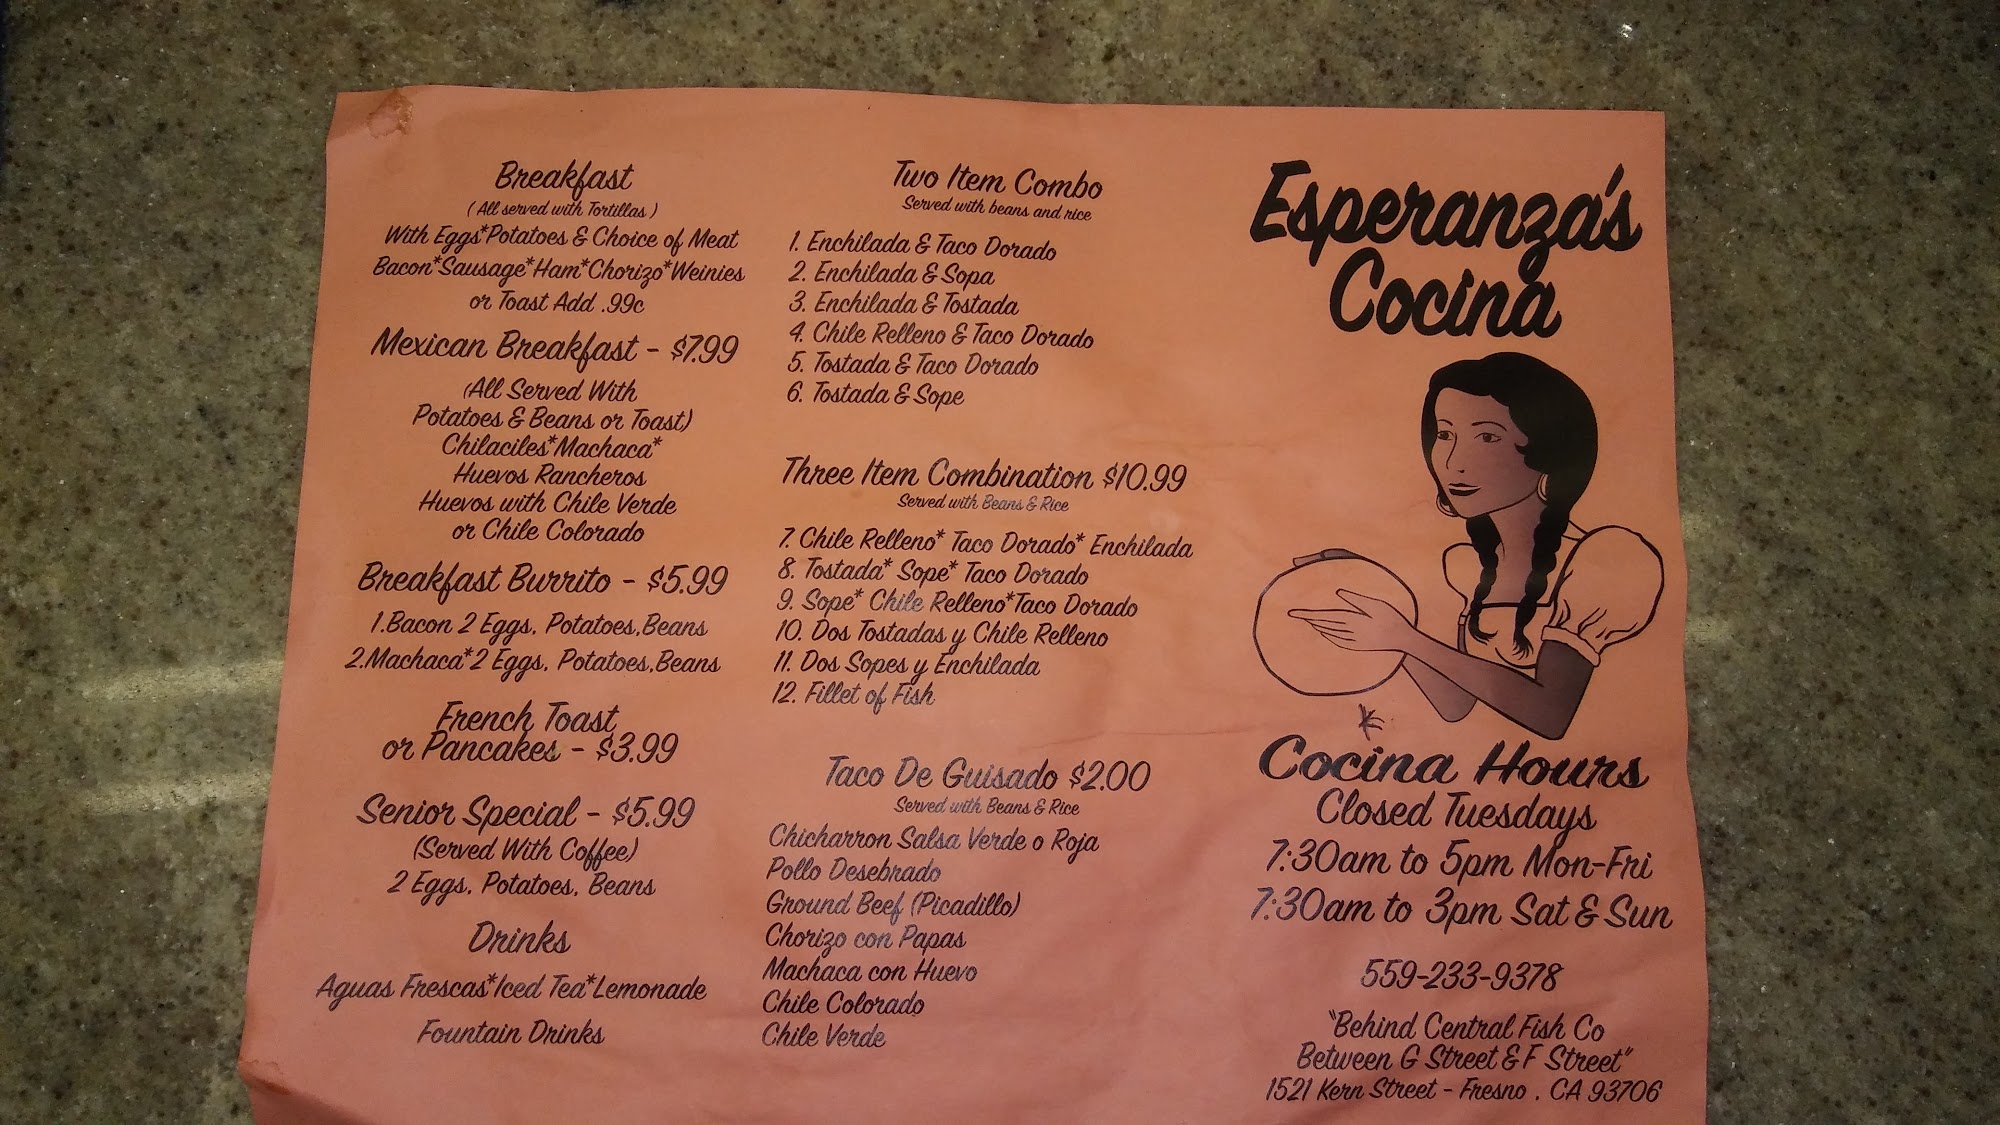 Breakfast
( All served with Tortillas )
With Eggs*Potatoes & Choice of Meat
Bacon*Sausage*Ham*Chorizo*Weinies
or Toast Add .99c
Mexican Breakfast - $7.99
(All Served With
Potatoes & Beans or Toast)
Chilaciles*Machaca*
Huevos Rancheros
Huevos with Chile Verde
or Chile Colorado
Breakfast Burrito - $5.99
1.Bacon 2 Eggs, Potatoes,Beans
2.Machaca*2 Eggs, Potatoes,Beans
French Toast
or Pancakes - $3.99
Senior Special - $5.99
(Served With Coffee)
2 Eggs, Potatoes, Beans
Drinks
Aguas Frescas*Iced Tea*Lemonade
Fountain Drinks
Two Item Combo
Served with beans and rice
1. Enchilada & Taco Dorado
2. Enchilada & Sopa
3. Enchilada & Tostada
4. Chile Relleno & Taco Dorado
5. Tostada & Taco Dorado
6. Tostada & Sope
Three Item Combination $10.99
Served with Beans & Rice
7. Chile Relleno* Taco Dorado* Enchilada
8. Tostada* Sope* Taco Dorado
9. Sope* Chile Relleno*Taco Dorado
10. Dos Tostadas y Chile Relleno
11. Dos Sopes y Enchilada
12. Fillet of Fish
Taco De Guisado $2.00
Served with Beans & Rice
Chicharron Salsa Verde o Roja
Pollo Desebrado
Ground Beef (Picadillo)
Chorizo con Papas
Machaca con Huevo
Chile Colorado
Chile Verde
Esperanza's
Cocina
Cocina Hours
Closed Tuesdays
7:30am to 5pm Mon-Fri
7:30am to 3pm Sat & Sun
559-233-9378
"Behind Central Fish Co
Between G Street & F Street"
1521 Kern Street - Fresno , CA 93706